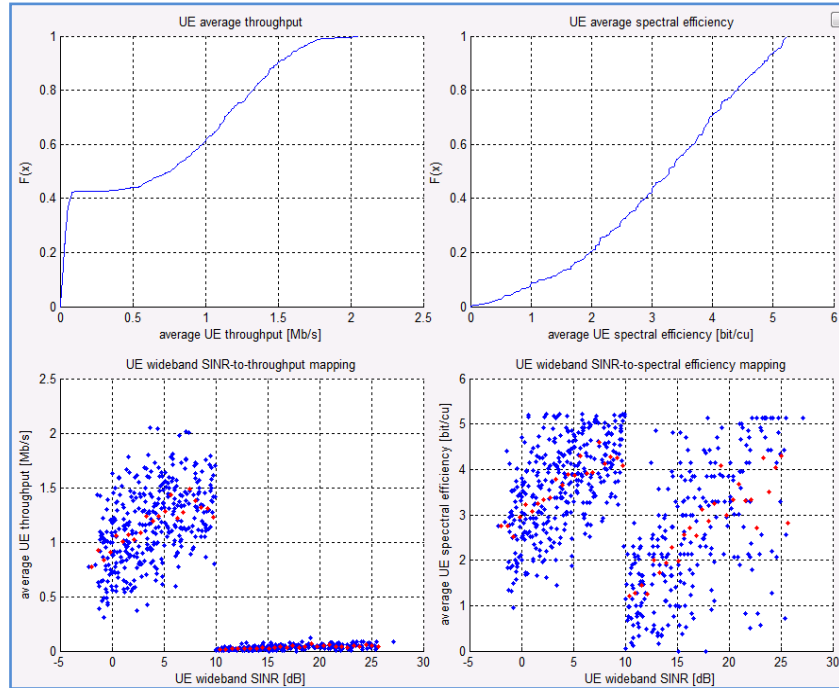 UE average throughput
1
0.8
0.6
0.4
0.2
0
F(x)
0 0.5 1 1.5 2 2.5
average UE throughput [Mb/s]
UE average spectral efficiency
1
0.8
0.6
0.4
0.2
0
F(x)
0 1 2 3 4 5 6
average UE spectral efficiency [bit/cu]
UE wideband SINR-to-throughput mapping
2.5
2
1.5
1
0.5
0
average UE throughput [Mb/s]
-5 0 5 10 15 20 25 30
UE wideband SINR [dB]
UE wideband SINR-to-spectral efficiency mapping
6
5
4
3
2
1
0
average UE spectral efficiency [bit/cu]
-5 0 5 10 15 20 25 30
UE wideband SINR [dB]